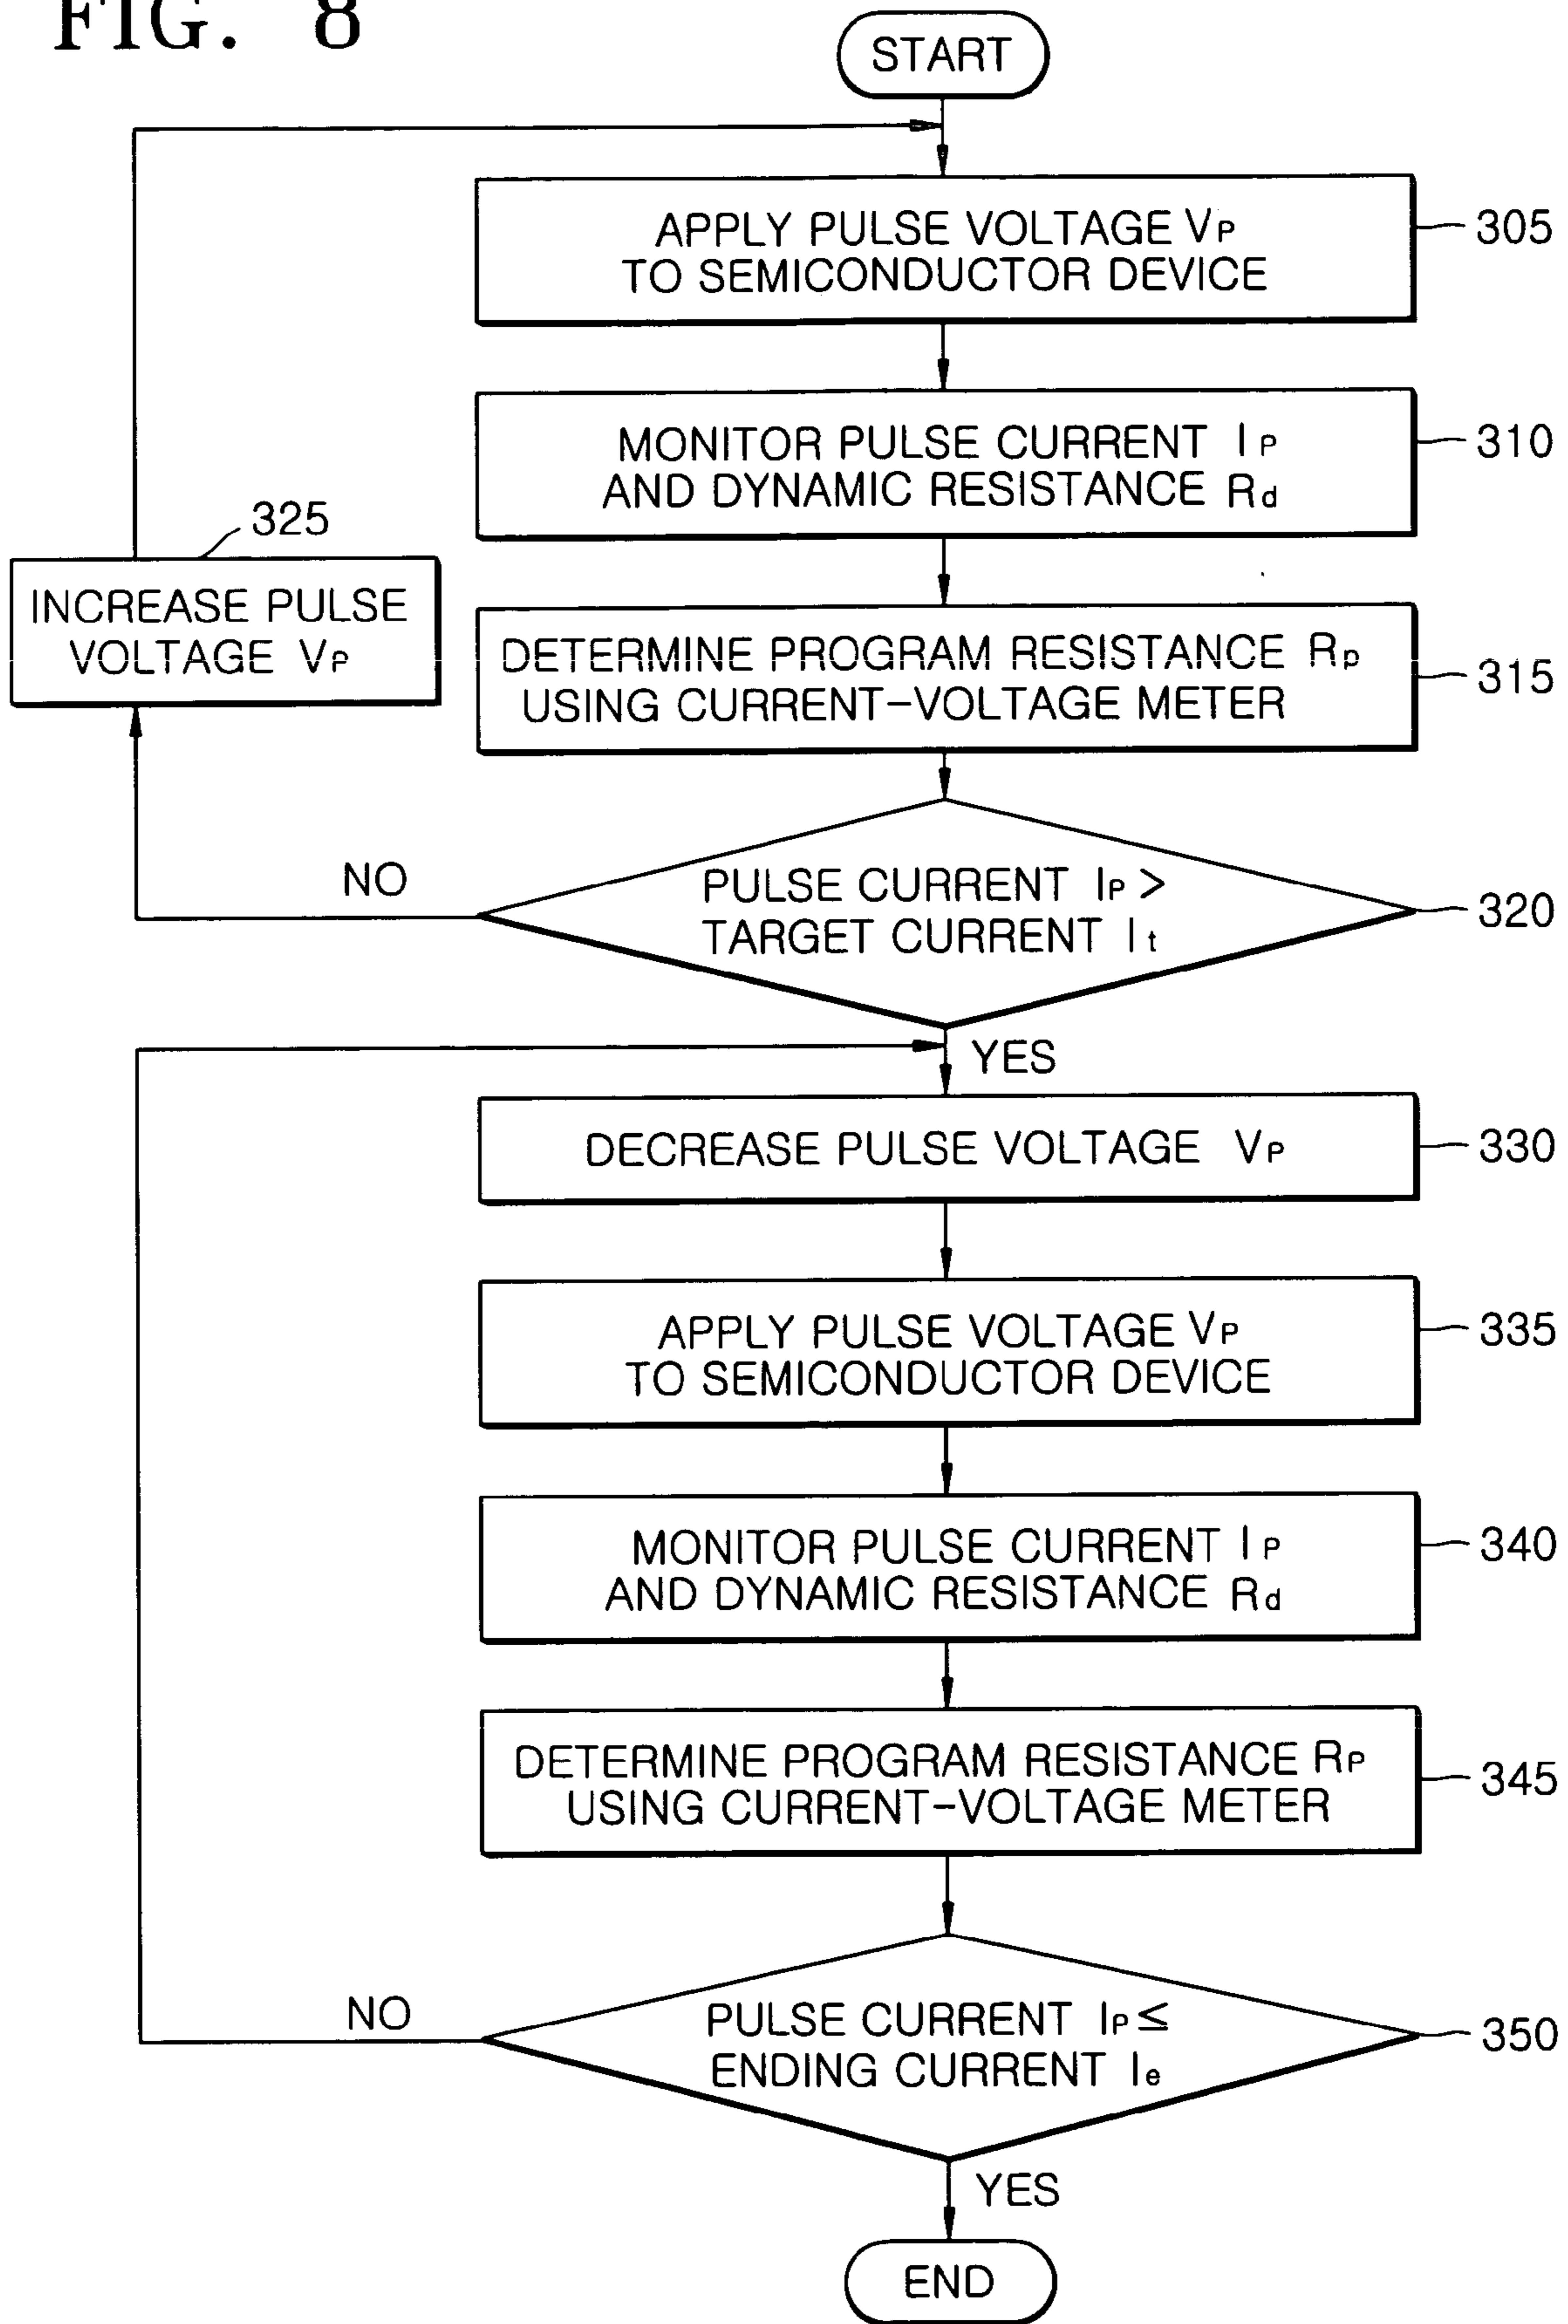 FIG. 8
START
APPLY PULSE VOLTAGE VP
TO SEMICONDUCTOR DEVICE
305
MONITOR PULSE CURRENT IP
AND DYNAMIC RESISTANCE Rd
310
325
INCREASE PULSE
VOLTAGE VP
DETERMINE PROGRAM RESISTANCE Rp
USING CURRENT-VOLTAGE METER
315
NO
PULSE CURRENT IP >
TARGET CURRENT It
320
YES
DECREASE PULSE VOLTAGE VP
330
APPLY PULSE VOLTAGE VP
TO SEMICONDUCTOR DEVICE
335
MONITOR PULSE CURRENT IP
AND DYNAMIC RESISTANCE Rd
340
DETERMINE PROGRAM RESISTANCE RP
USING CURRENT-VOLTAGE METER
345
NO
PULSE CURRENT IP ≤
ENDING CURRENT Ie
350
YES
END